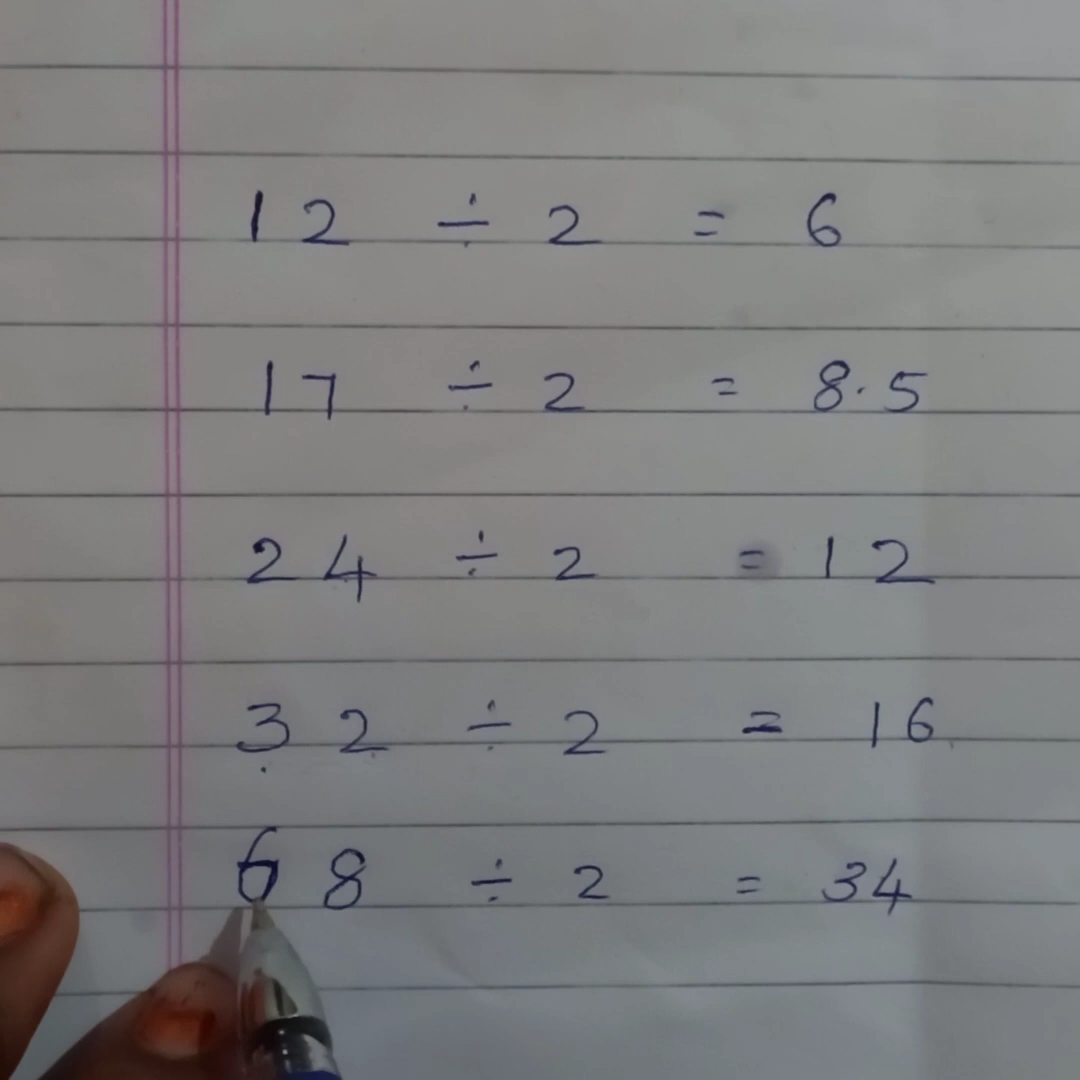 12 ÷ 2 = 6
17 ÷ 2 = 8.5
24 ÷ 2 = 12
32 ÷ 2 = 16
68 ÷ 2 = 34